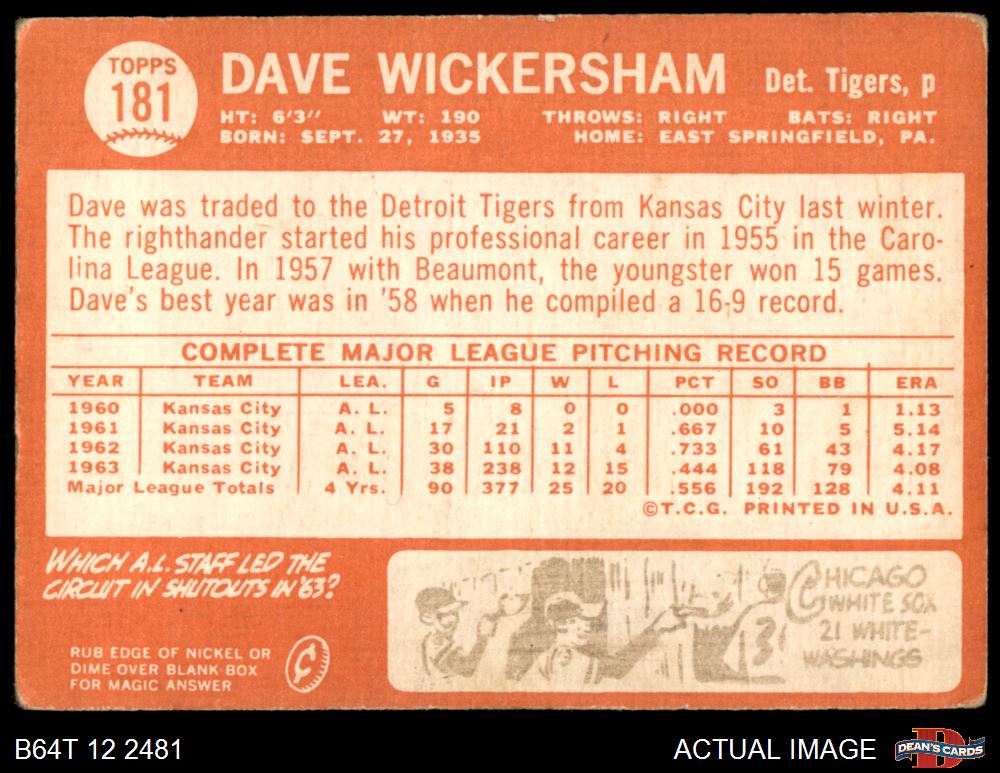 TOPPS
181
DAVE WICKERSHAM Det. Tigers, p
HT: 6'3" WT: 190 THROWS: RIGHT BATS: RIGHT
BORN: SEPT. 27, 1935 HOME: EAST SPRINGFIELD, PA.
Dave was traded to the Detroit Tigers from Kansas City last winter.
The righthander started his professional career in 1955 in the Caro-
lina League. In 1957 with Beaumont, the youngster won 15 games.
Dave's best year was in '58 when he compiled a 16-9 record.
COMPLETE MAJOR LEAGUE PITCHING RECORD
YEAR TEAM LEA. G IP W L PCT SO BB ERA
1960 Kansas City A. L. 5 8 0 0 .000 3 1 1.13
1961 Kansas City A. L. 17 21 2 1 .667 10 5 5.14
1962 Kansas City A. L. 30 110 11 4 .733 61 43 4.17
1963 Kansas City A. L. 38 238 12 15 .444 118 79 4.08
Major League Totals 4 Yrs. 90 377 25 20 .556 192 128 4.11
©T.C.G. PRINTED IN U.S.A.
WHICH A.L. STAFF LED THE
CIRCUIT IN SHUTOUTS IN '63?
RUB EDGE OF NICKEL OR
DIME OVER BLANK BOX
FOR MAGIC ANSWER
¢
CHICAGO
WHITE SOX
21 WHITE-
WASHINGS
B64T 12 2481 ACTUAL IMAGE DEAN'S CARDS